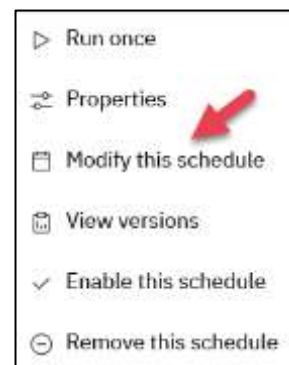 Run once
Properties
Modify this schedule
View versions
Enable this schedule
Remove this schedule